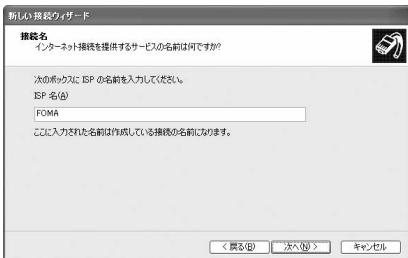 新しい接続ウィザード
接続名
インターネット接続を提供するサービスの名前は何ですか?
次のボックスに ISP の名前を入力してください。
ISP 名(A)
FOMA
ここに入力された名前は作成している接続の名前になります。
< 戻る(B)
次へ(N) >
キャンセル